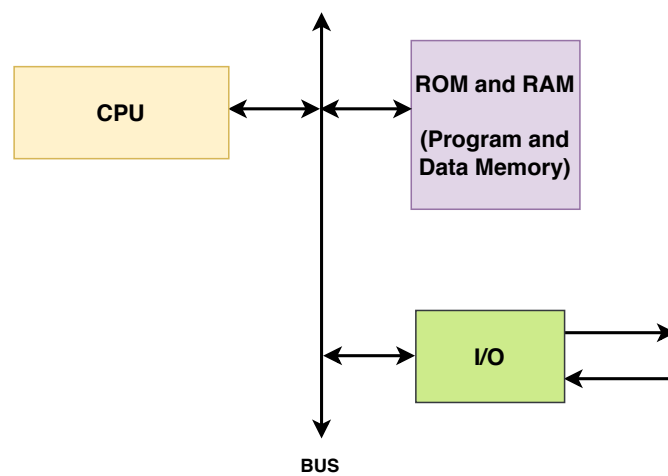 CPU
ROM and RAM
(Program and
Data Memory)
I/O
BUS